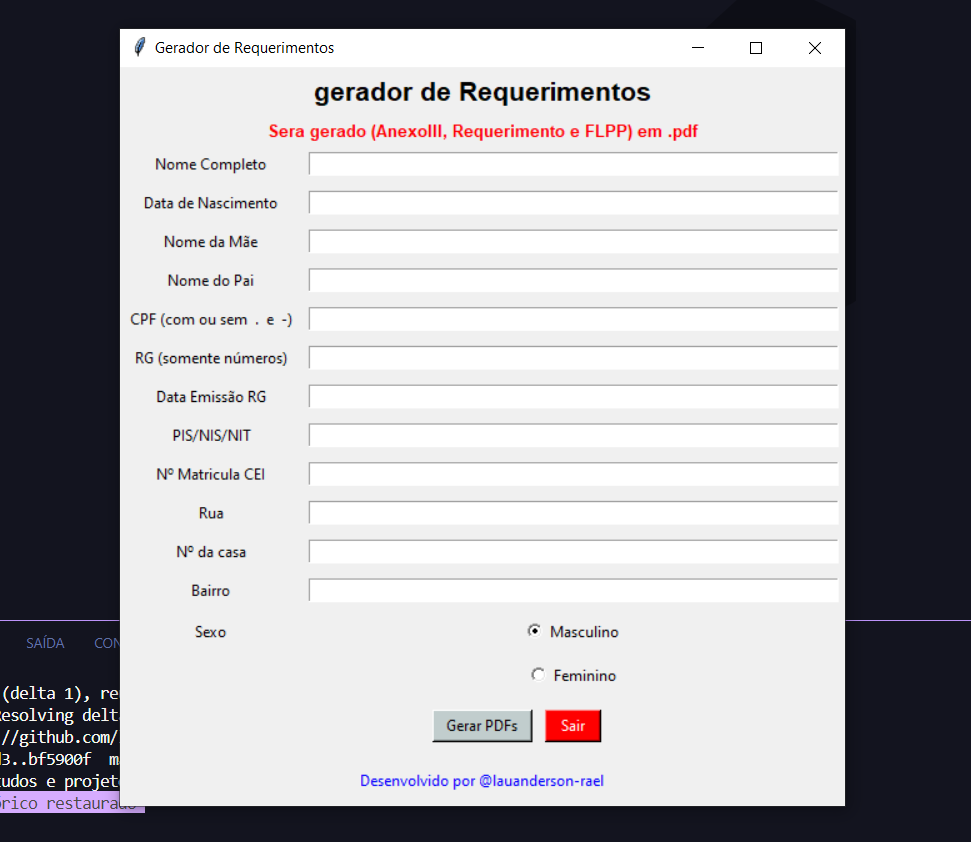 Gerador de Requerimentos
gerador de Requerimentos
Sera gerado (AnexoIII, Requerimento e FLPP) em .pdf
Nome Completo
Data de Nascimento
Nome da Mãe
Nome do Pai
CPF (com ou sem . e -)
RG (somente números)
Data Emissão RG
PIS/NIS/NIT
Nº Matricula CEI
Rua
Nº da casa
Bairro
Sexo
Masculino
Feminino
Gerar PDFs Sair
Desenvolvido por @lauanderson-rael
SAÍDA CON
(delta 1), reu
esolving delt
//github.com/
3..bf5900f m
udos e projet
órico restaurado